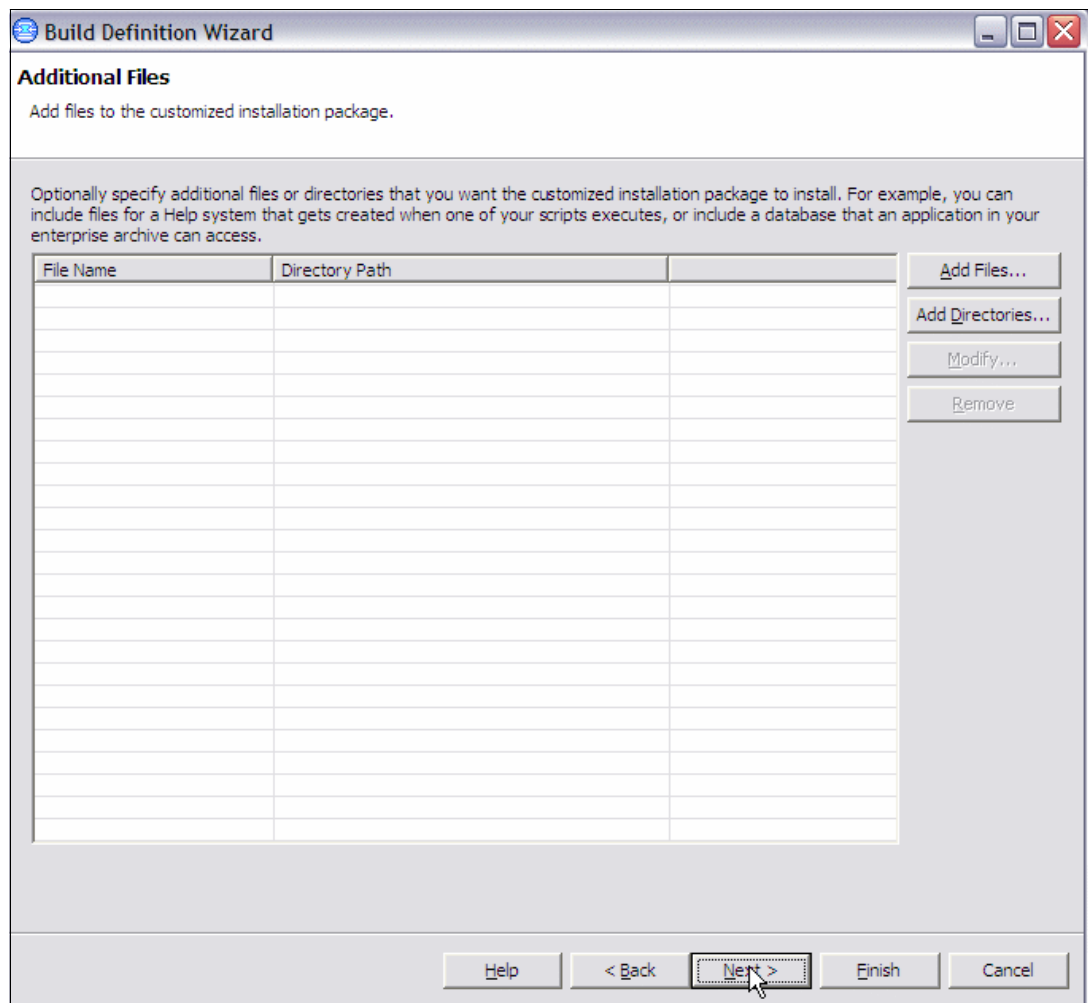 Build Definition Wizard
Additional Files
Add files to the customized installation package.
Optionally specify additional files or directories that you want the customized installation package to install. For example, you can
include files for a Help system that gets created when one of your scripts executes, or include a database that an application in your
enterprise archive can access.
File Name Directory Path
Add Files...
Add Directories...
Modify...
Remove
Help < Back Next > Finish Cancel